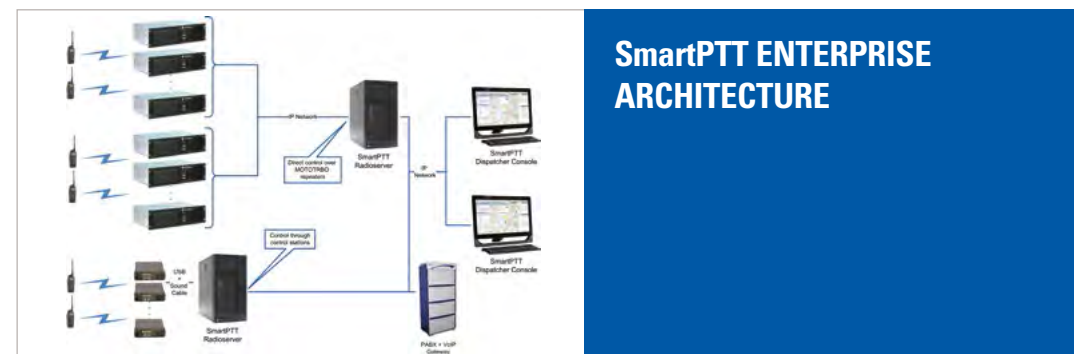 SmartPTT ENTERPRISE
ARCHITECTURE
IP Network
SmartPTT
Radioserver
Direct control over
MOTOTRBO
repeaters
IP
Network
SmartPTT
Dispatcher Console
SmartPTT
Dispatcher Console
Control through
control stations
USB
+
Sound
Cable
SmartPTT
Radioserver
PABX + VoIP
Gateway